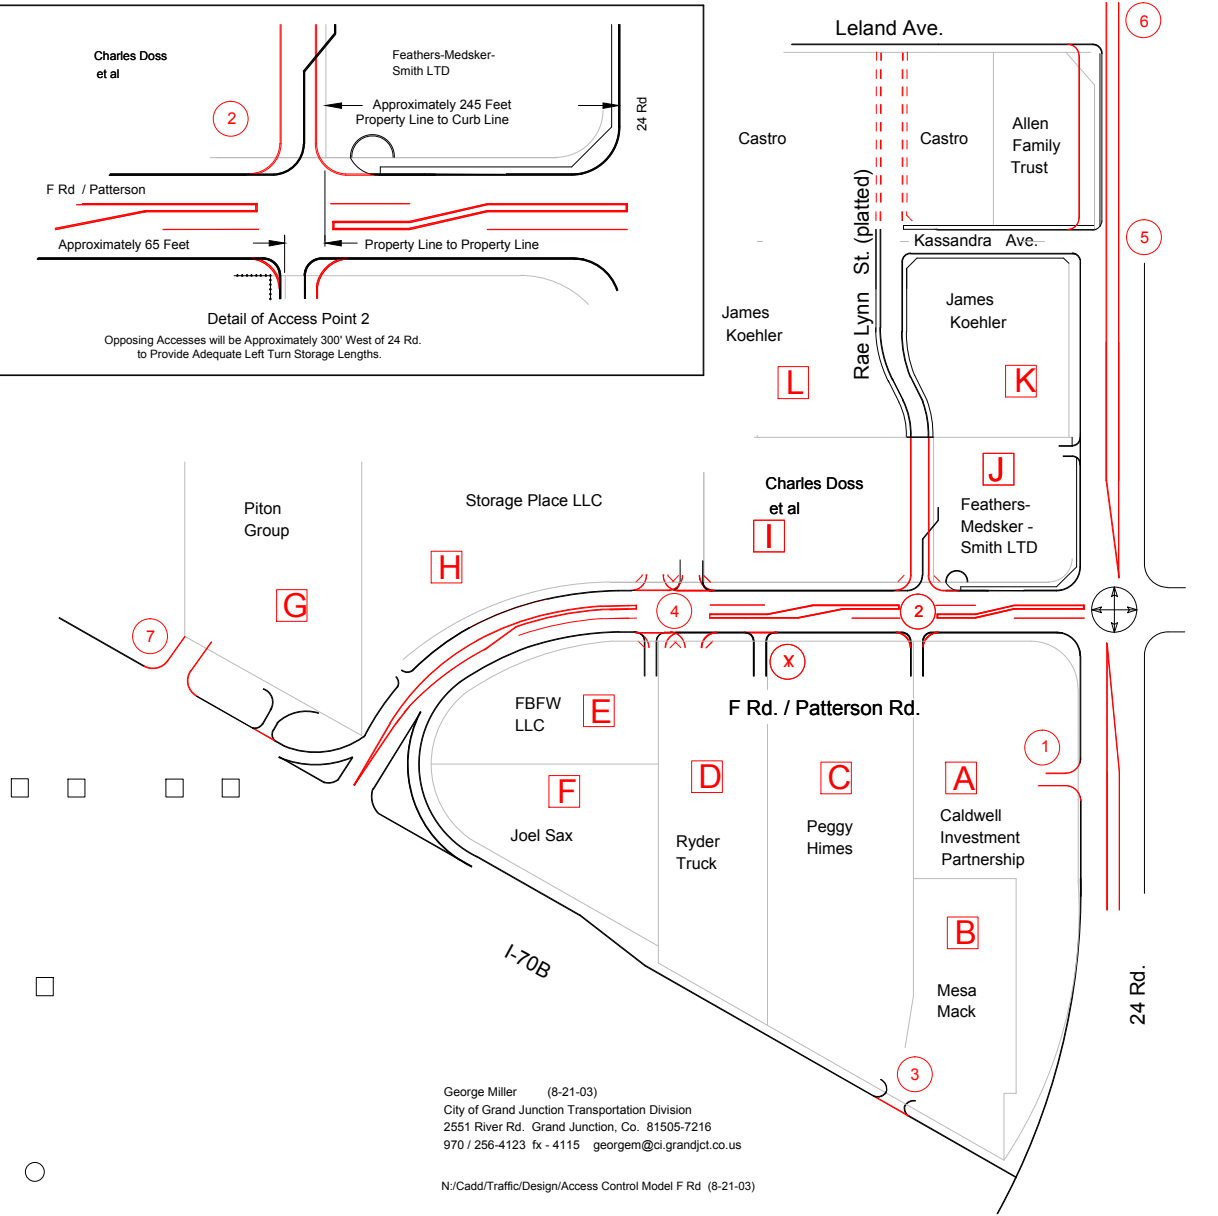 Charles Doss
et al
Feathers-Medsker-
Smith LTD
Approximately 245 Feet
Property Line to Curb Line
24 Rd
2
F Rd / Patterson
Approximately 65 Feet
Property Line to Property Line
Detail of Access Point 2
Opposing Accesses will be Approximately 300' West of 24 Rd.
to Provide Adequate Left Turn Storage Lengths.
Leland Ave.
6
Castro
Castro
Allen
Family
Trust
Rae Lynn St. (platted)
Kassandra Ave.
5
James
Koehler
L
James
Koehler
K
Piton
Group
G
Storage Place LLC
H
Charles Doss
et al
I
J
Feathers-
Medsker -
Smith LTD
7
4
2
X
F Rd. / Patterson Rd.
FBFW
LLC
E
F
Joel Sax
D
Ryder
Truck
C
Peggy
Himes
1
A
Caldwell
Investment
Partnership
B
Mesa
Mack
I-70B
24 Rd.
3
George Miller (8-21-03)
City of Grand Junction Transportation Division
2551 River Rd. Grand Junction, Co. 81505-7216
970 / 256-4123 fx - 4115 georgem@ci.grandjct.co.us
N:/Cadd/Traffic/Design/Access Control Model F Rd (8-21-03)